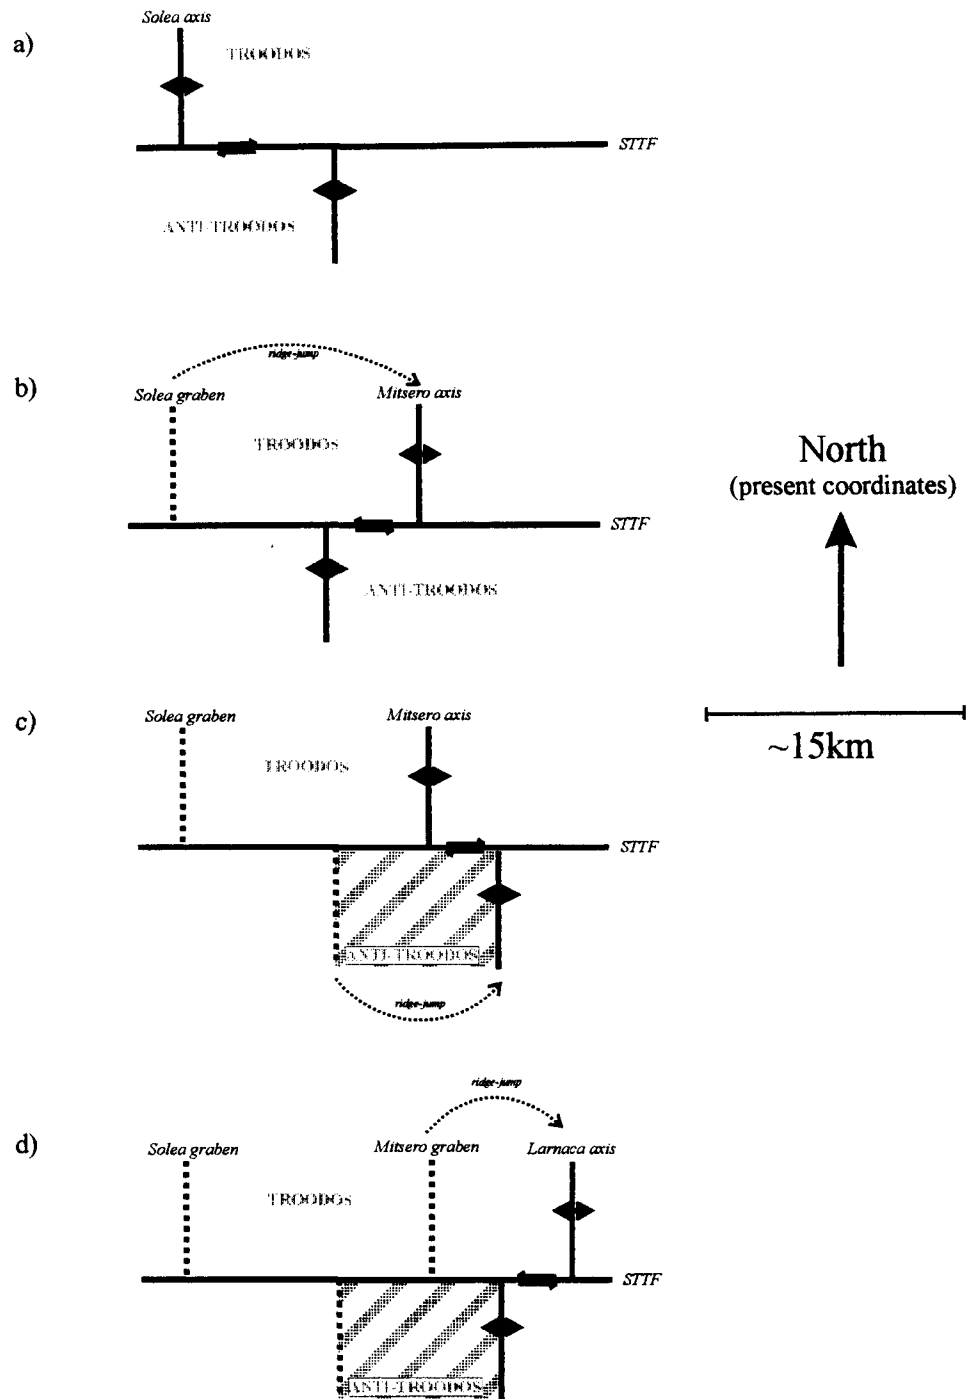 a)
Solea axis
TROODOS
STTF
ANTI-TROODOS
b)
ridge-jump
Solea graben
Mitsero axis
TROODOS
STTF
ANTI-TROODOS
North
(present coordinates)
~15km
c)
Solea graben
Mitsero axis
TROODOS
STTF
ANTI-TROODOS
ridge-jump
d)
ridge-jump
Solea graben
Mitsero graben
Larnaca axis
TROODOS
STTF
ANTI-TROODOS